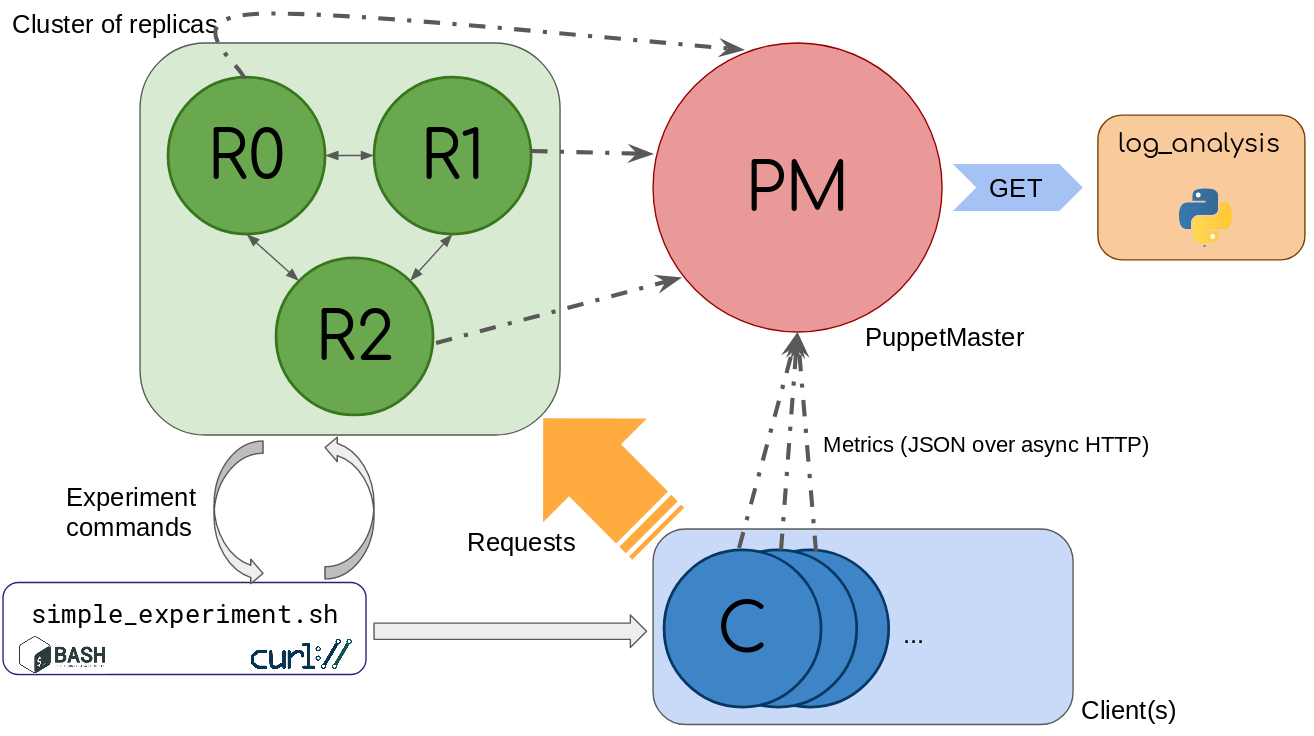 Cluster of replicas
R0
R1
R2
PM
GET
log_analysis
PuppetMaster
Metrics (JSON over async HTTP)
Experiment
commands
Requests
simple_experiment.sh
$_
BASH
curl://
C
...
Client(s)